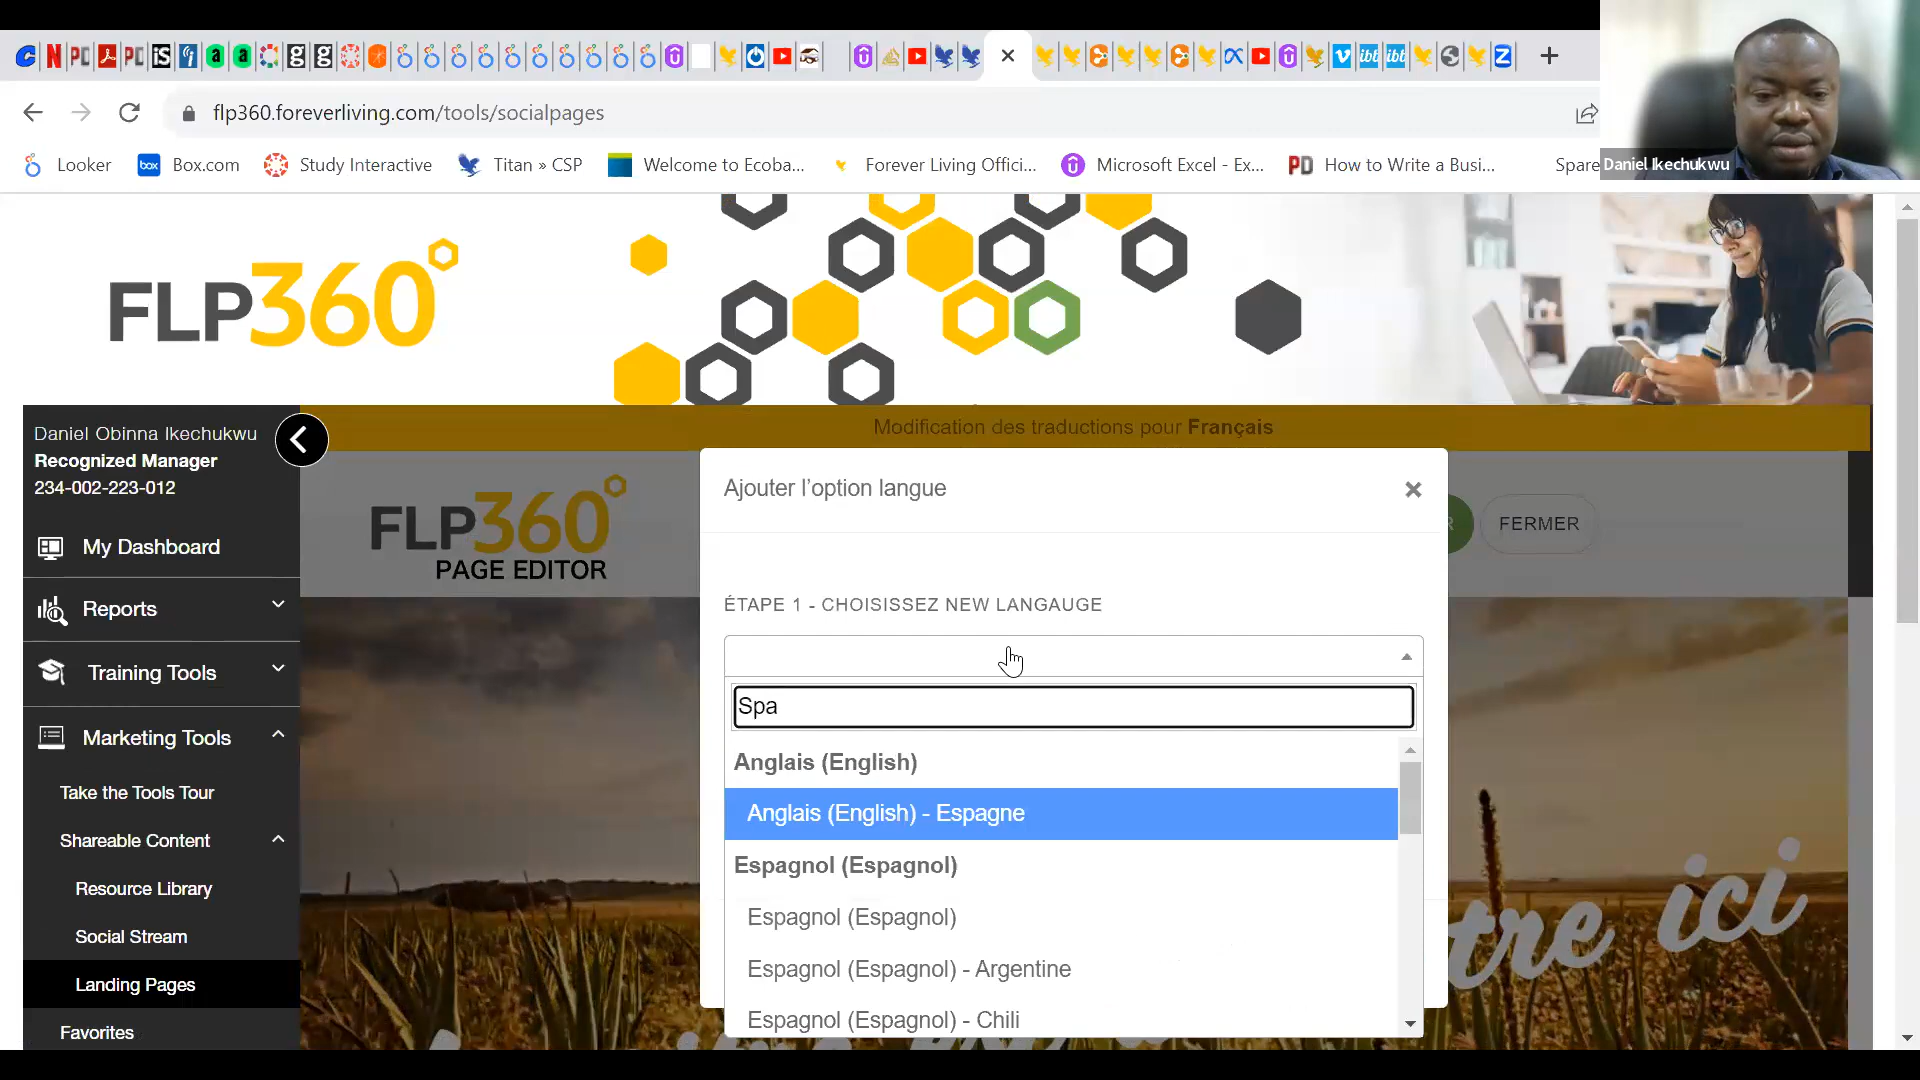 flp360.foreverliving.com/tools/socialpages
Looker
Box.com
Study Interactive
Titan » CSP
Welcome to Ecoba...
Forever Living Offici...
Microsoft Excel - Ex...
How to Write a Busi...
Spare
Daniel Ikechukwu
FLP360
Daniel Obinna Ikechukwu
Recognized Manager
234-002-223-012
My Dashboard
Reports
Training Tools
Marketing Tools
Take the Tools Tour
Shareable Content
Resource Library
Social Stream
Landing Pages
Favorites
Modification des traductions pour Français
FLP360
PAGE EDITOR
R
FERMER
Ajouter l'option langue
ÉTAPE 1 - CHOISISSEZ NEW LANGAUGE
Spa
Anglais (English)
Anglais (English) - Espagne
Espagnol (Espagnol)
Espagnol (Espagnol)
Espagnol (Espagnol) - Argentine
Espagnol (Espagnol) - Chili
tre ici